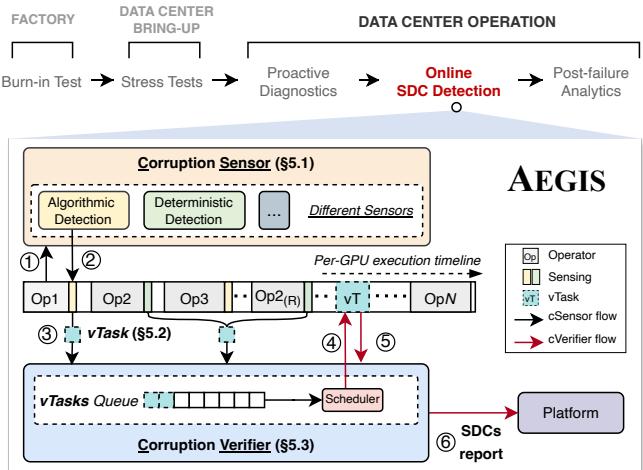 FACTORY
DATA CENTER
BRING-UP
DATA CENTER OPERATION
Burn-in Test
Stress Tests
Proactive
Diagnostics
Online
SDC Detection
Post-failure
Analytics
Corruption Sensor (§5.1)
AEGIS
Algorithmic
Detection
Deterministic
Detection
...
Different Sensors
①
②
Per-GPU execution timeline
Op1
Op2
Op3
Op2(R)
vT
OpN
Op Operator
Sensing
vT vTask
cSensor flow
cVerifier flow
③
vTask (§5.2)
④
⑤
vTasks Queue
Scheduler
Corruption Verifier (§5.3)
⑥ SDCs
report
Platform